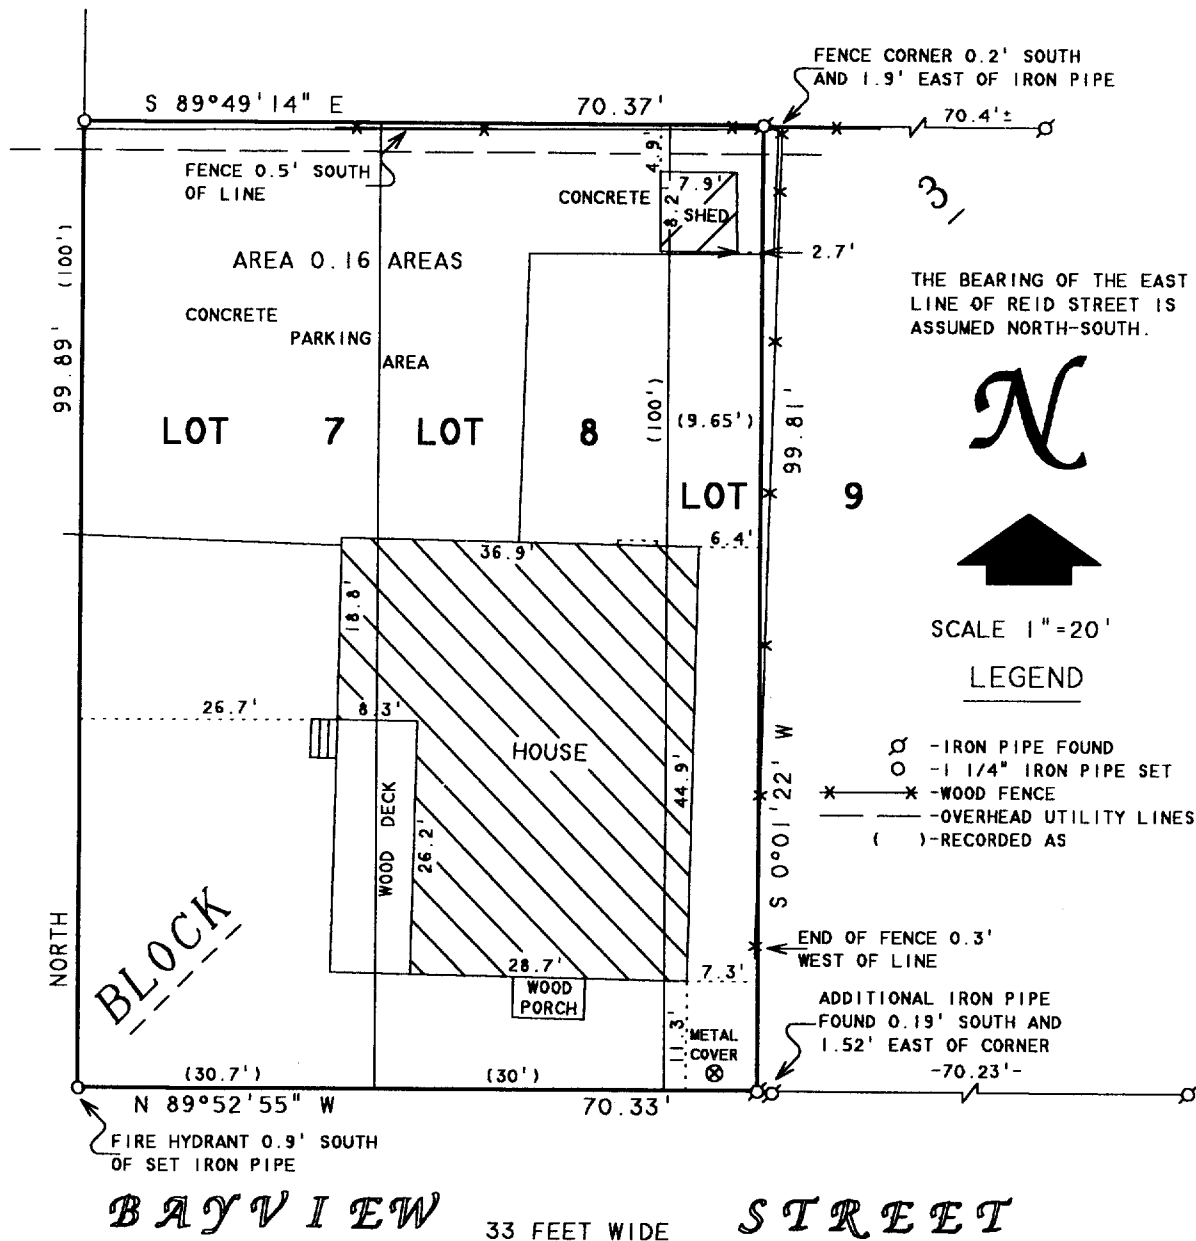 FENCE CORNER 0.2' SOUTH
AND 1.9' EAST OF IRON PIPE
S 89°49'14" E
70.37'
70.4'±
FENCE 0.5' SOUTH
OF LINE
4.9'
CONCRETE
7.9'
8.2'
SHED
3
2.7'
(100')
99.89'
AREA 0.16 AREAS
THE BEARING OF THE EAST
LINE OF REID STREET IS
ASSUMED NORTH-SOUTH.
CONCRETE
PARKING
AREA
N
LOT 7
LOT 8
(100')
(9.65')
99.81'
LOT 9
36.9'
6.4'
18.8'
SCALE 1"=20'
LEGEND
26.7'
8.3'
HOUSE
-IRON PIPE FOUND
-1 1/4" IRON PIPE SET
-WOOD FENCE
-OVERHEAD UTILITY LINES
( )-RECORDED AS
WOOD DECK
26.2'
44.9'
S 0°01'22" W
NORTH
BLOCK
END OF FENCE 0.3'
WEST OF LINE
28.7'
7.3'
WOOD
PORCH
11.3'
METAL
COVER
ADDITIONAL IRON PIPE
FOUND 0.19' SOUTH AND
1.52' EAST OF CORNER
-70.23'-
(30.7')
(30')
N 89°52'55" W
70.33'
FIRE HYDRANT 0.9' SOUTH
OF SET IRON PIPE
BAYVIEW STREET
33 FEET WIDE